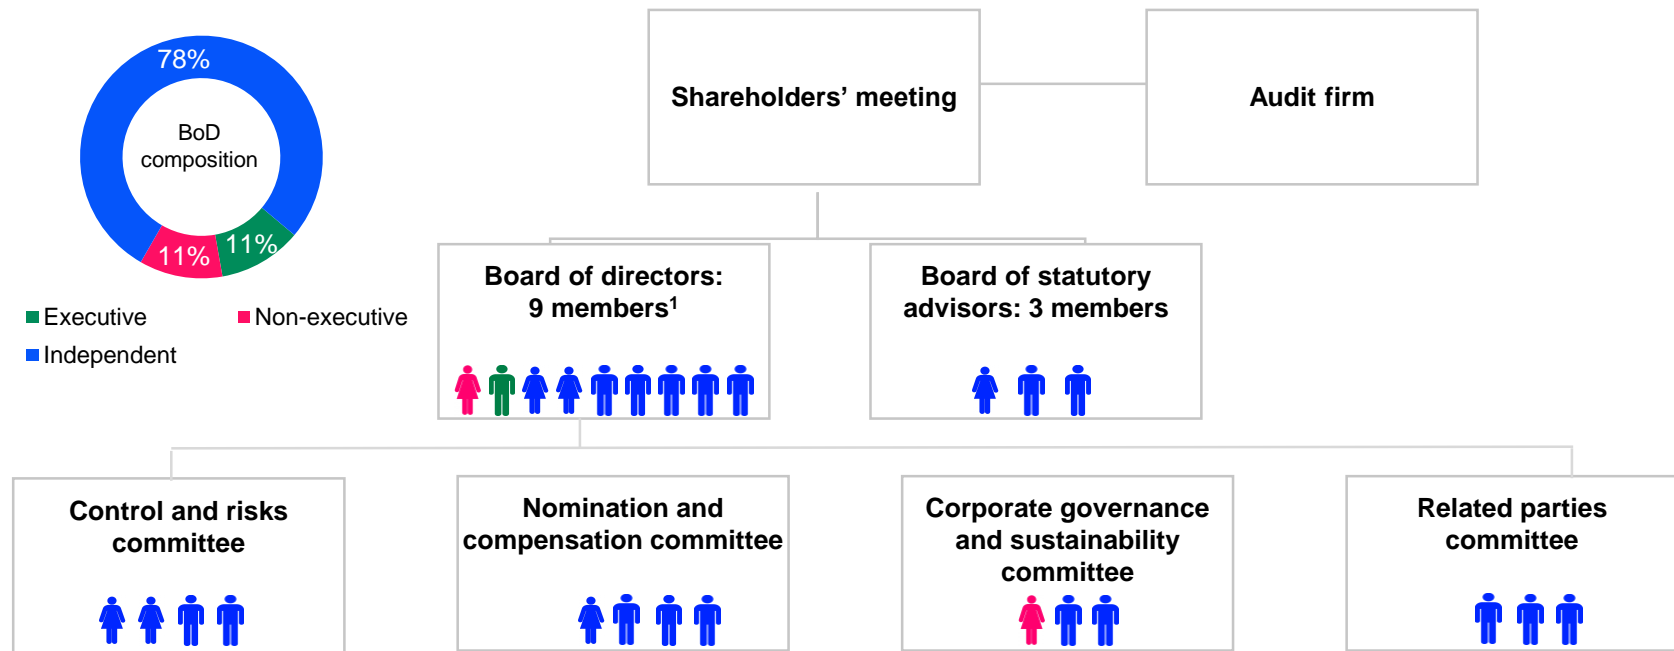 78%
BoD
composition
11%
11%
Executive
Non-executive
Independent
Shareholders’ meeting
Audit firm
Board of directors:
9 members¹
Board of statutory
advisors: 3 members
Control and risks
committee
Nomination and
compensation committee
Corporate governance
and sustainability
committee
Related parties
committee